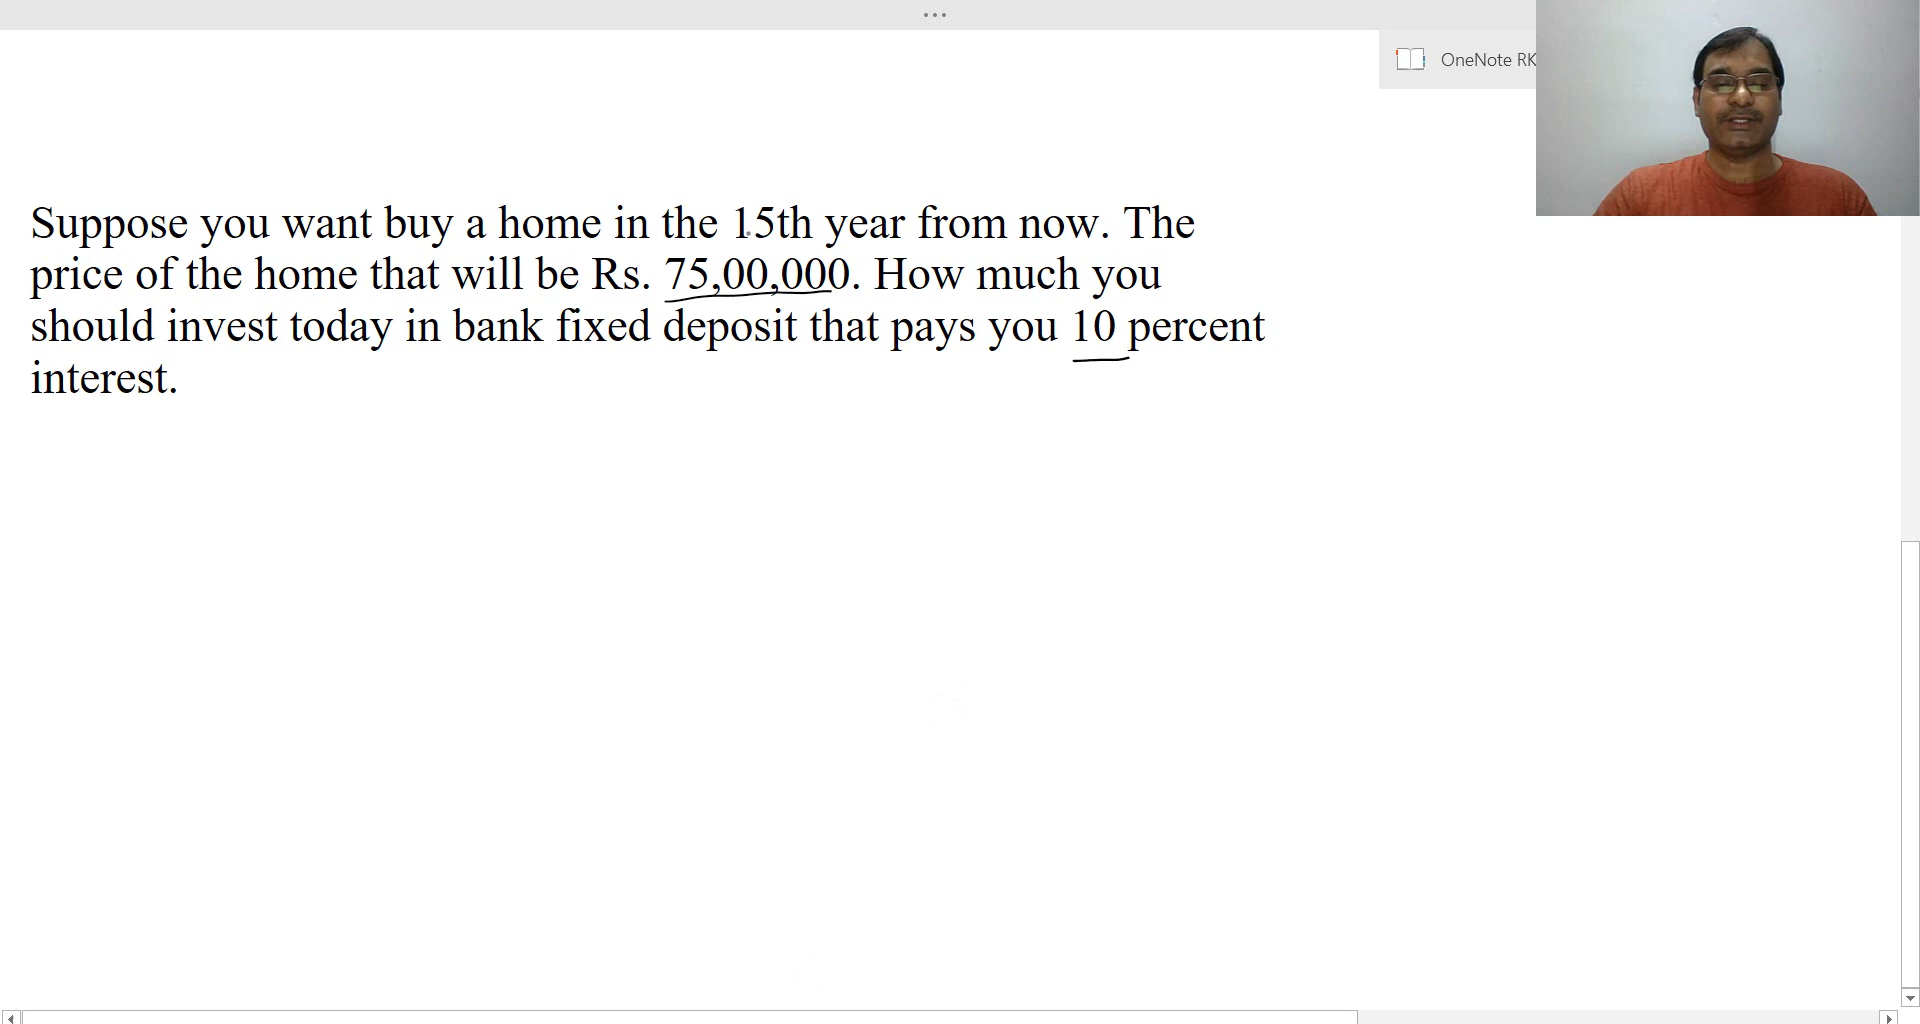 OneNote RK
Suppose you want buy a home in the 15th year from now. The
price of the home that will be Rs. 75,00,000. How much you
should invest today in bank fixed deposit that pays you 10 percent
interest.